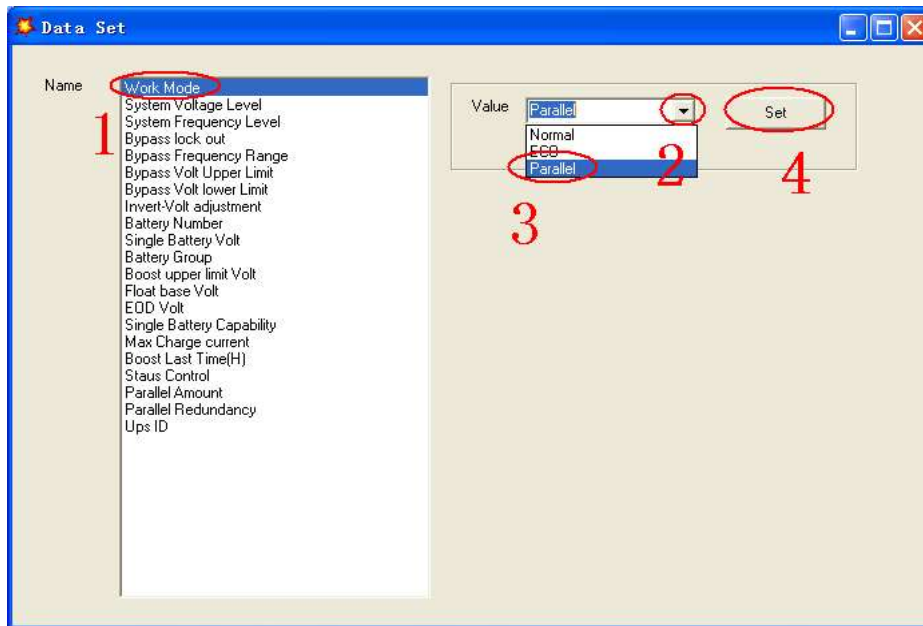 Data Set
Name
Work Mode
System Voltage Level
System Frequency Level
Bypass lock out
Bypass Frequency Range
Bypass Volt Upper Limit
Bypass Volt lower Limit
Invert-Volt adjustment
Battery Number
Single Battery Volt
Battery Group
Boost upper limit Volt
Float base Volt
EOD Volt
Single Battery Capability
Max Charge current
Boost Last Time(H)
Staus Control
Parallel Amount
Parallel Redundancy
Ups ID
1
Value
Parallel
Normal
ECO
Parallel
Set
2
3
4